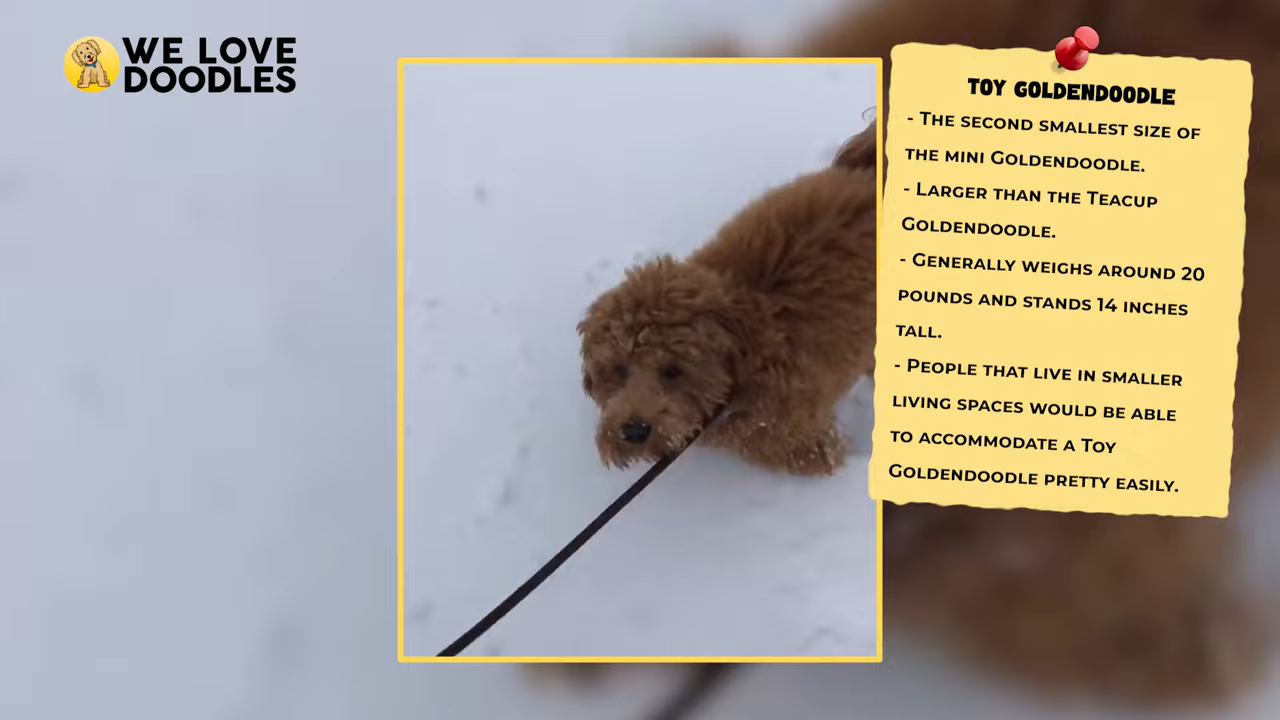 WE LOVE
DOODLES
TOY GOLDENDOODLE
- The second smallest size of
the mini Goldendoodle.
- Larger than the Teacup
Goldendoodle.
- Generally weighs around 20
pounds and stands 14 inches
tall.
- People that live in smaller
living spaces would be able
to accommodate a Toy
Goldendoodle pretty easily.